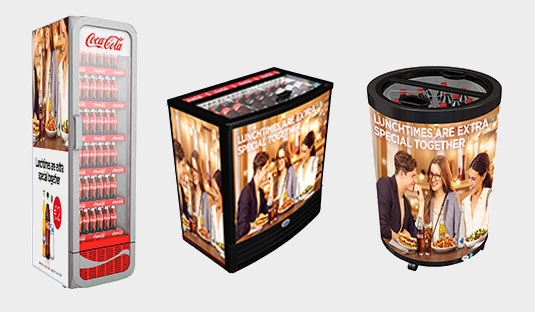 Coca-Cola
Lunchtimes are extra
special together
LUNCHTIMES ARE EXTRA
SPECIAL TOGETHER
LUNCHTIMES ARE EXTRA
SPECIAL TOGETHER